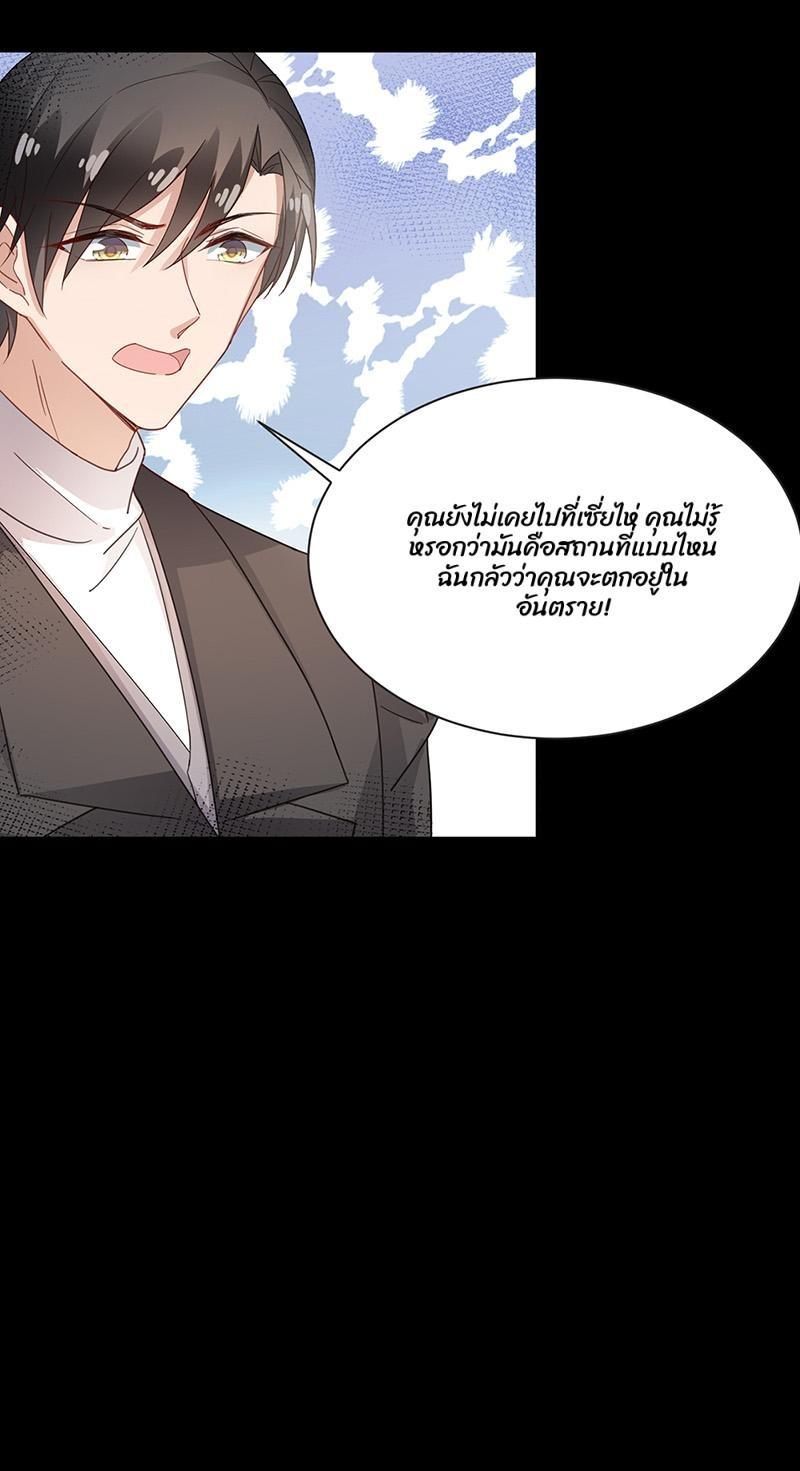 คุณยังไม่เคยไปที่เซี่ยไห่ คุณไม่รู้
หรอกว่ามันคือสถานที่แบบไหน
ฉันกลัวว่าคุณจะตกอยู่ใน
อันตราย!